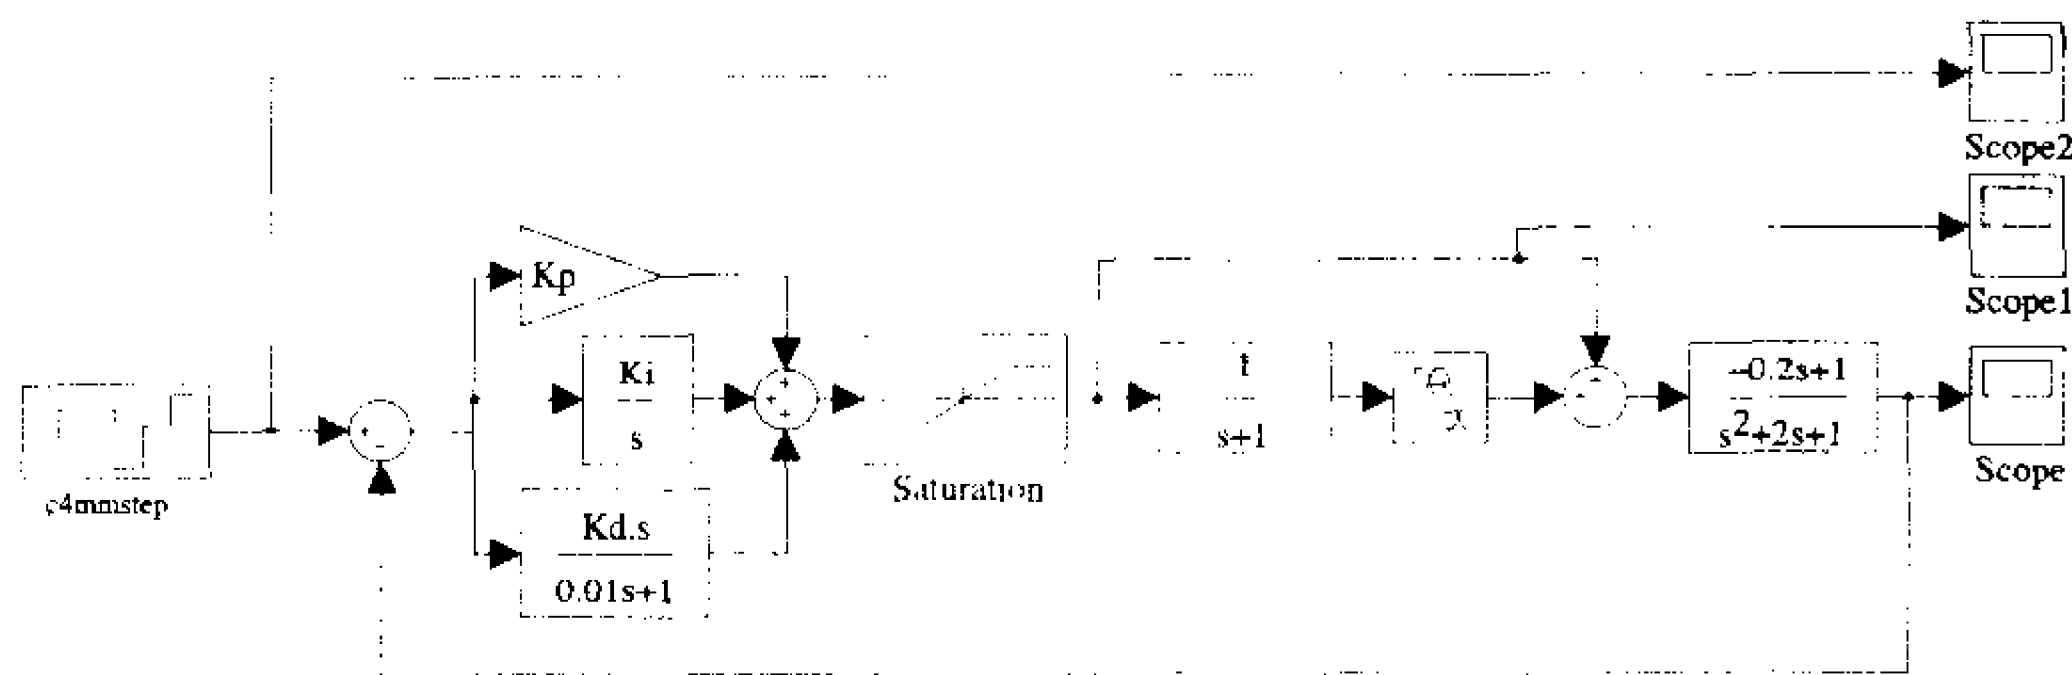 Scope2
Kp
Scope1
Ki
s
s+1
-0.2s+1
s²+2s+1
Scope
c4mmstep
Saturation
Kd.s
0.01s+1